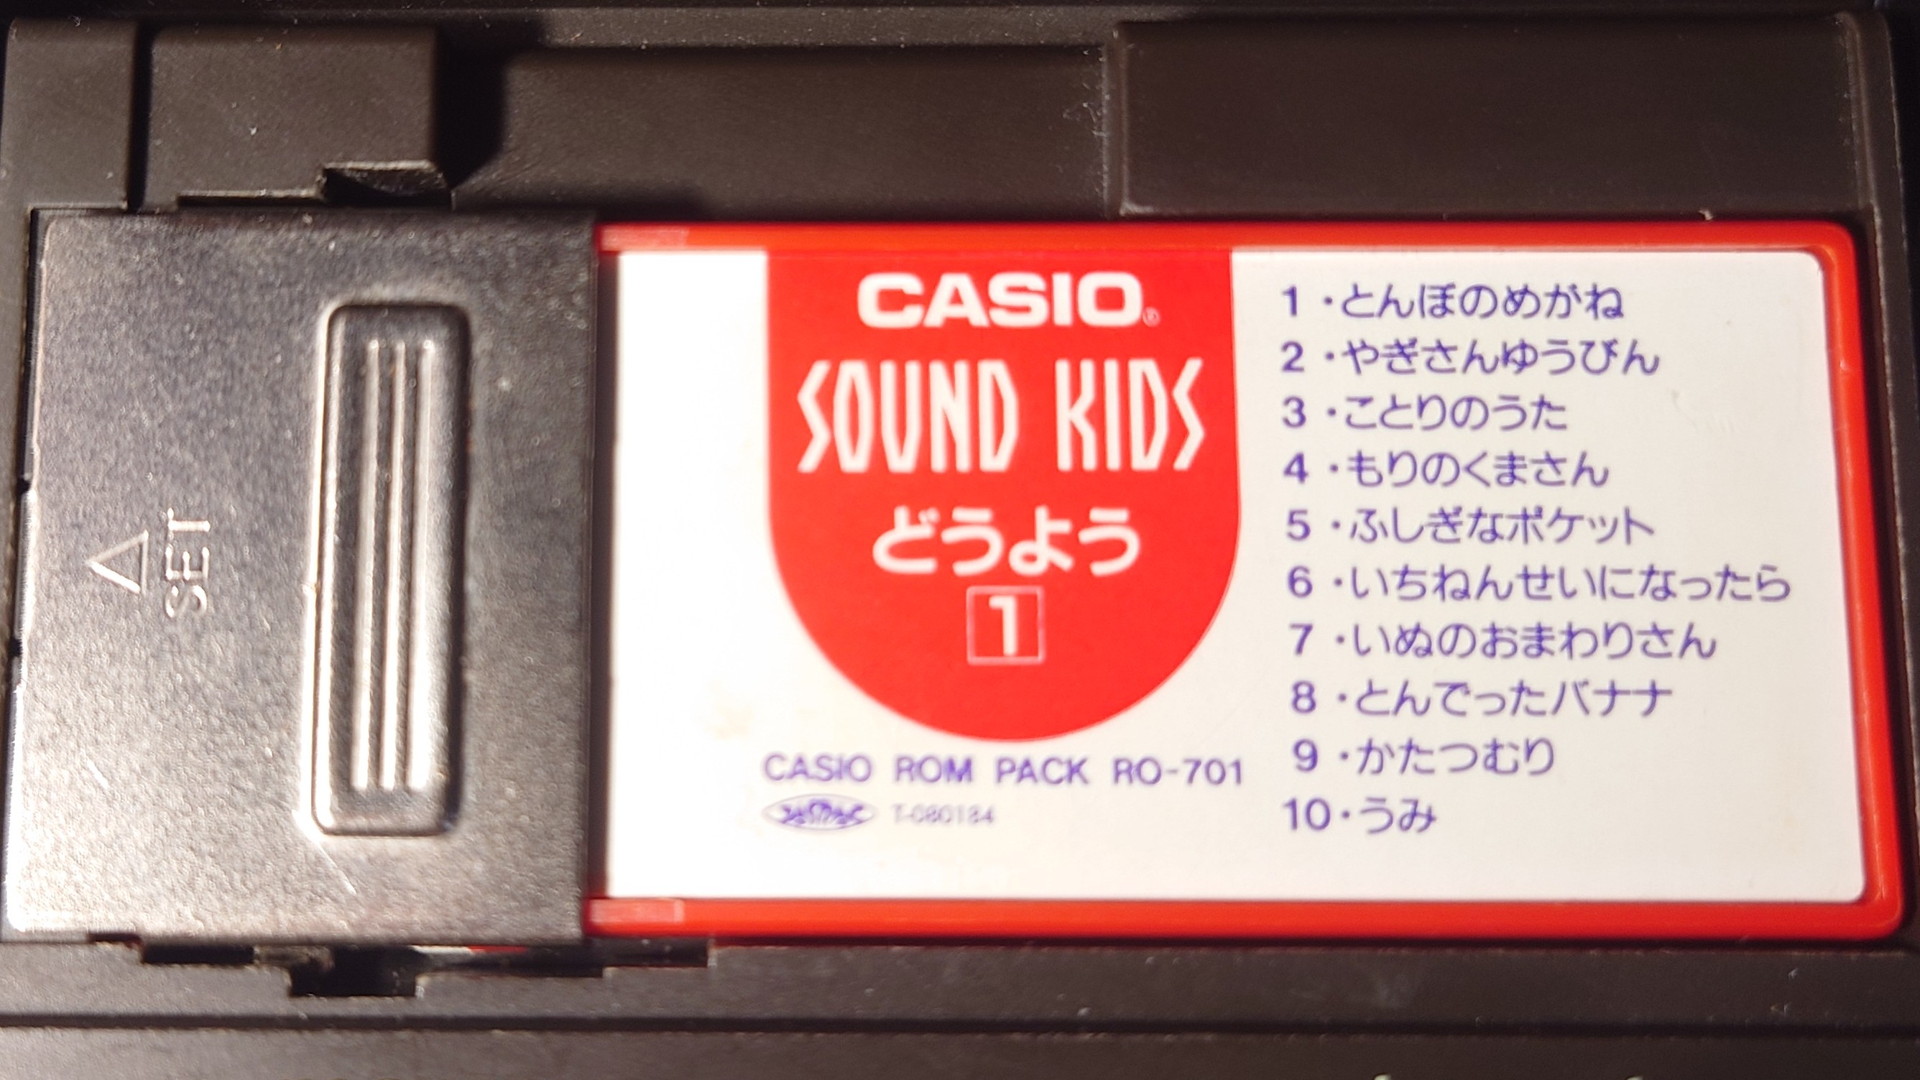 SET
CASIO®
SOUND KIDS
どうよう
1
CASIO ROM PACK RO-701
JASRAC T-080184
1・とんぼのめがね
2・やぎさんゆうびん
3・ことりのうた
4・もりのくまさん
5・ふしぎなポケット
6・いちねんせいになったら
7・いぬのおまわりさん
8・とんでったバナナ
9・かたつむり
10・うみ